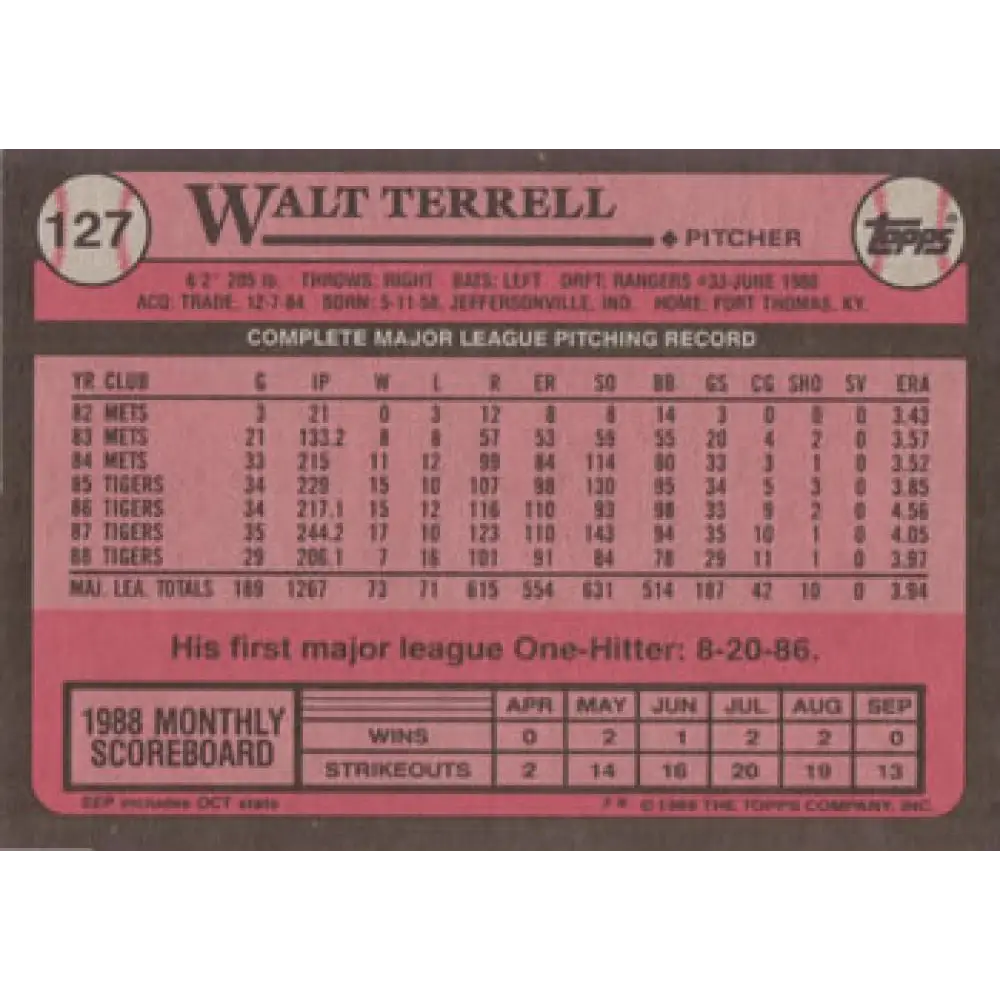 127
WALT TERRELL
◆ PITCHER
topps
6'2" 205 lb. THROWS: RIGHT BATS: LEFT DRFT: RANGERS #33-JUNE 1980
ACQ: TRADE, 12-7-84 BORN: 5-11-58, JEFFERSONVILLE, IND. HOME: FORT THOMAS, KY.
COMPLETE MAJOR LEAGUE PITCHING RECORD
YR CLUB G IP W L R ER SO BB GS CG SHO SV ERA
82 METS 3 21 0 3 12 8 8 14 3 0 0 0 3.43
83 METS 21 133.2 8 8 57 53 59 55 20 4 2 0 3.57
84 METS 33 215 11 12 99 84 114 80 33 3 1 0 3.52
85 TIGERS 34 229 15 10 107 98 130 95 34 5 3 0 3.85
86 TIGERS 34 217.1 15 12 116 110 93 98 33 9 2 0 4.56
87 TIGERS 35 244.2 17 10 123 110 143 94 35 10 1 0 4.05
88 TIGERS 29 206.1 7 16 101 91 84 78 29 11 1 0 3.97
MAJ. LEA. TOTALS 189 1267 73 71 615 554 631 514 187 42 10 0 3.94
His first major league One-Hitter: 8-20-86.
1988 MONTHLY SCOREBOARD
APR MAY JUN JUL AUG SEP
WINS 0 2 1 2 2 0
STRIKEOUTS 2 14 16 20 19 13
SEP includes OCT stats
© 1989 THE TOPPS COMPANY, INC.